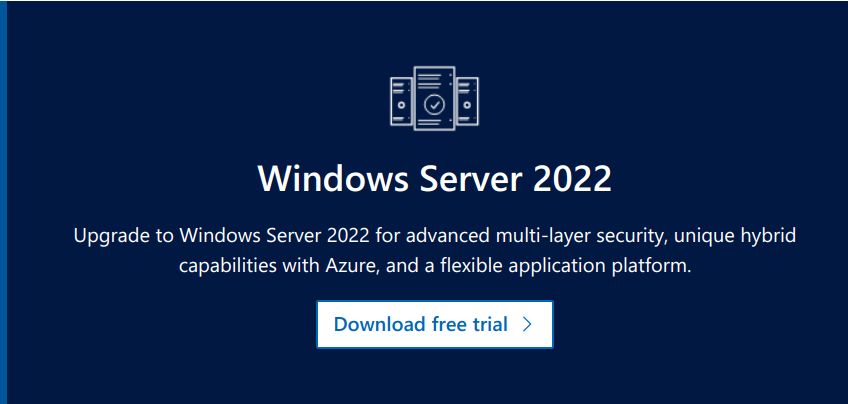 Windows Server 2022
Upgrade to Windows Server 2022 for advanced multi-layer security, unique hybrid
capabilities with Azure, and a flexible application platform.
Download free trial